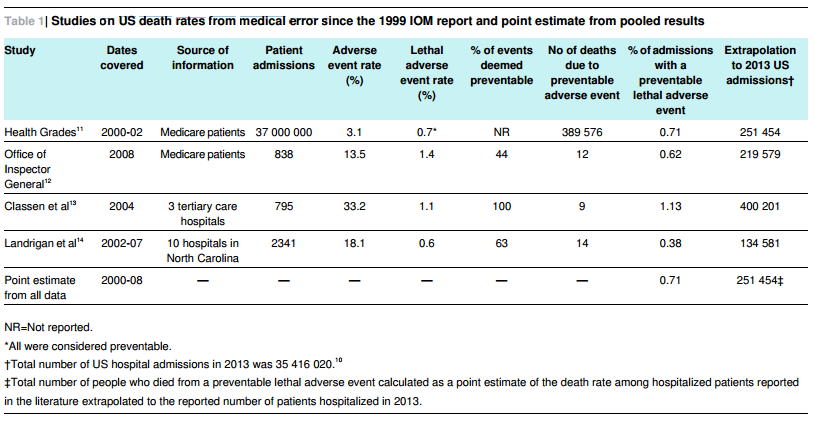 Table 1| Studies on US death rates from medical error since the 1999 IOM report and point estimate from pooled results
Study Dates covered Source of information Patient admissions Adverse event rate (%) Lethal adverse event rate (%) % of events deemed preventable No of deaths due to preventable adverse event % of admissions with a preventable lethal adverse event Extrapolation to 2013 US admissions†
Health Grades¹¹ 2000-02 Medicare patients 37 000 000 3.1 0.7* NR 389 576 0.71 251 454
Office of Inspector General¹² 2008 Medicare patients 838 13.5 1.4 44 12 0.62 219 579
Classen et al¹³ 2004 3 tertiary care hospitals 795 33.2 1.1 100 9 1.13 400 201
Landrigan et al¹⁴ 2002-07 10 hospitals in North Carolina 2341 18.1 0.6 63 14 0.38 134 581
Point estimate from all data 2000-08 — — — — — — 0.71 251 454‡
NR=Not reported.
*All were considered preventable.
†Total number of US hospital admissions in 2013 was 35 416 020.¹⁰
‡Total number of people who died from a preventable lethal adverse event calculated as a point estimate of the death rate among hospitalized patients reported
in the literature extrapolated to the reported number of patients hospitalized in 2013.